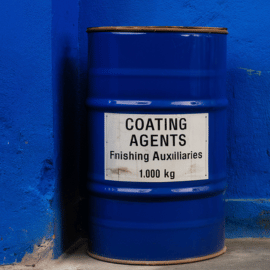 COATING
AGENTS
Fnishing Auxiliaries
1.000 kg